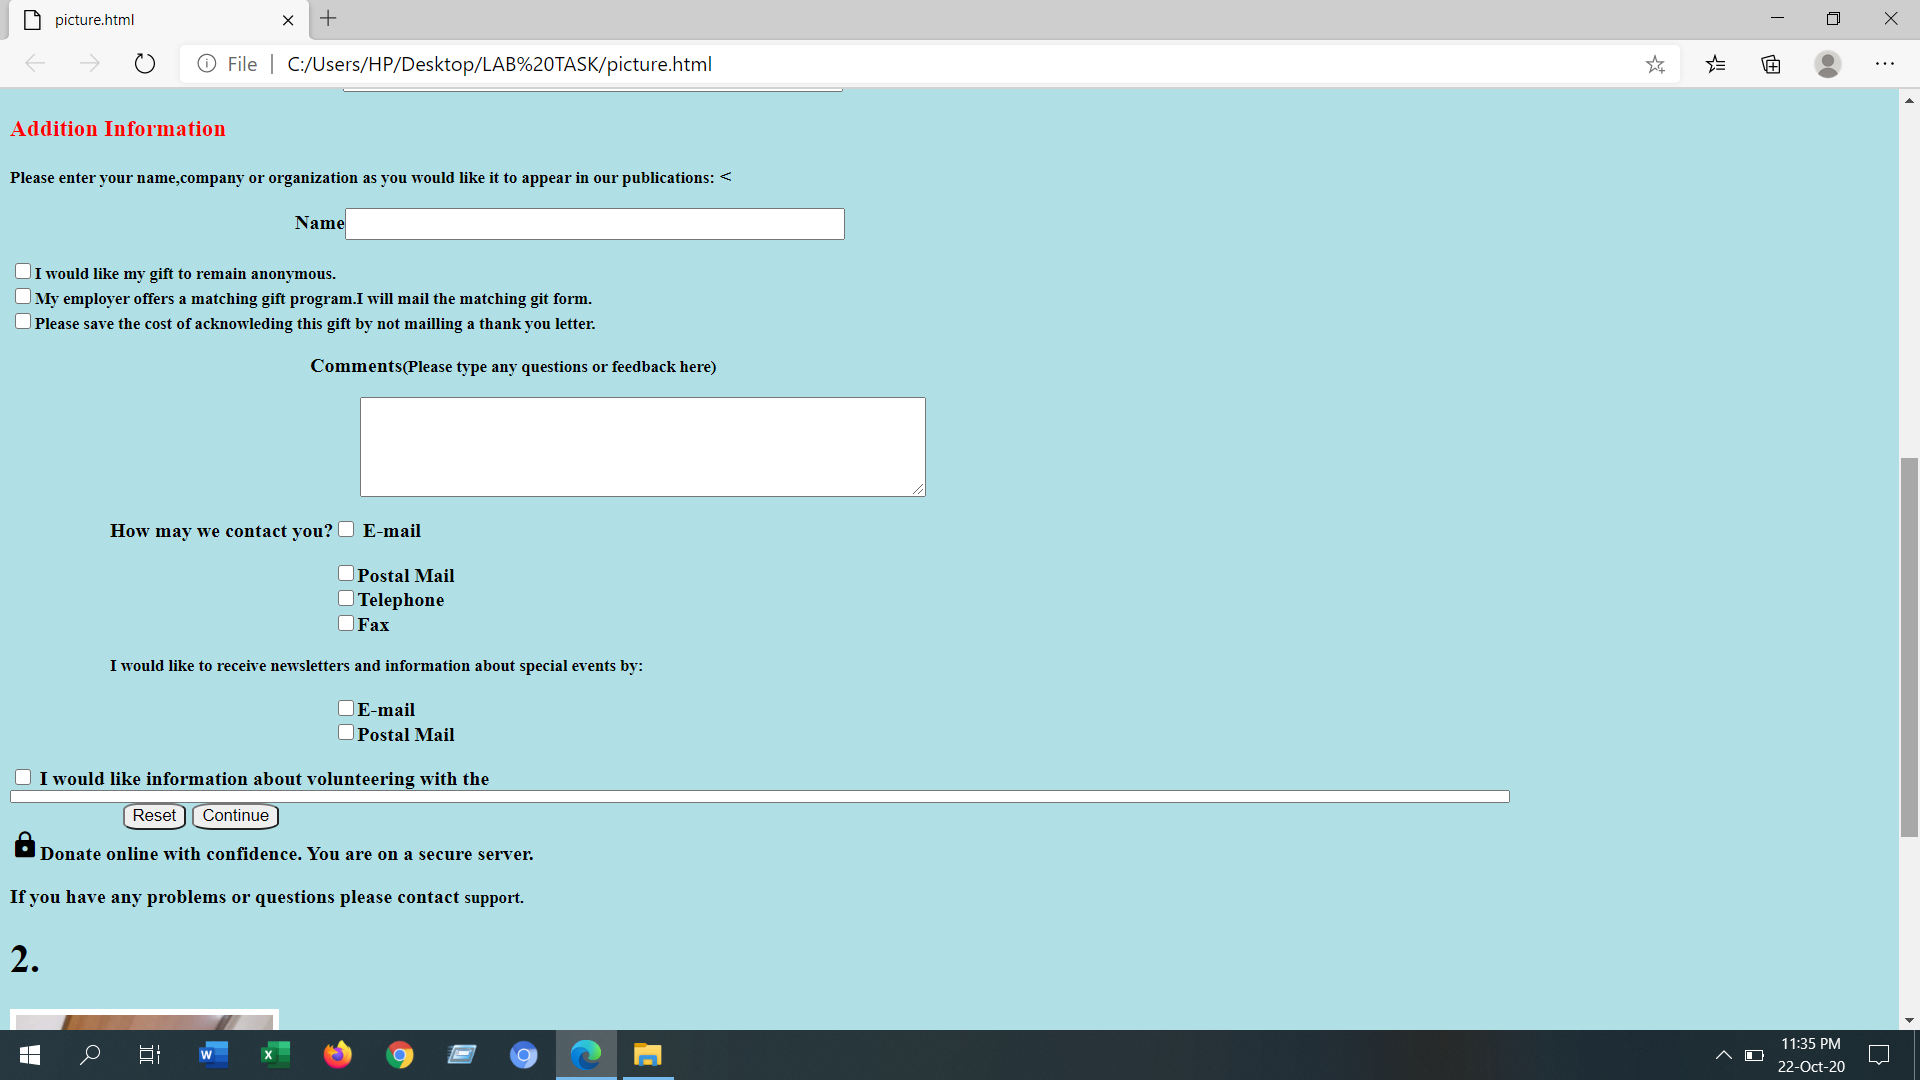 picture.html
File
C:/Users/HP/Desktop/LAB%20TASK/picture.html
Addition Information
Please enter your name,company or organization as you would like it to appear in our publications: <
Name
I would like my gift to remain anonymous.
My employer offers a matching gift program.I will mail the matching git form.
Please save the cost of acknowleding this gift by not mailling a thank you letter.
Comments(Please type any questions or feedback here)
How may we contact you? E-mail
Postal Mail
Telephone
Fax
I would like to receive newsletters and information about special events by:
E-mail
Postal Mail
I would like information about volunteering with the
Reset Continue
Donate online with confidence. You are on a secure server.
If you have any problems or questions please contact support.
2.
11:35 PM
22-Oct-20